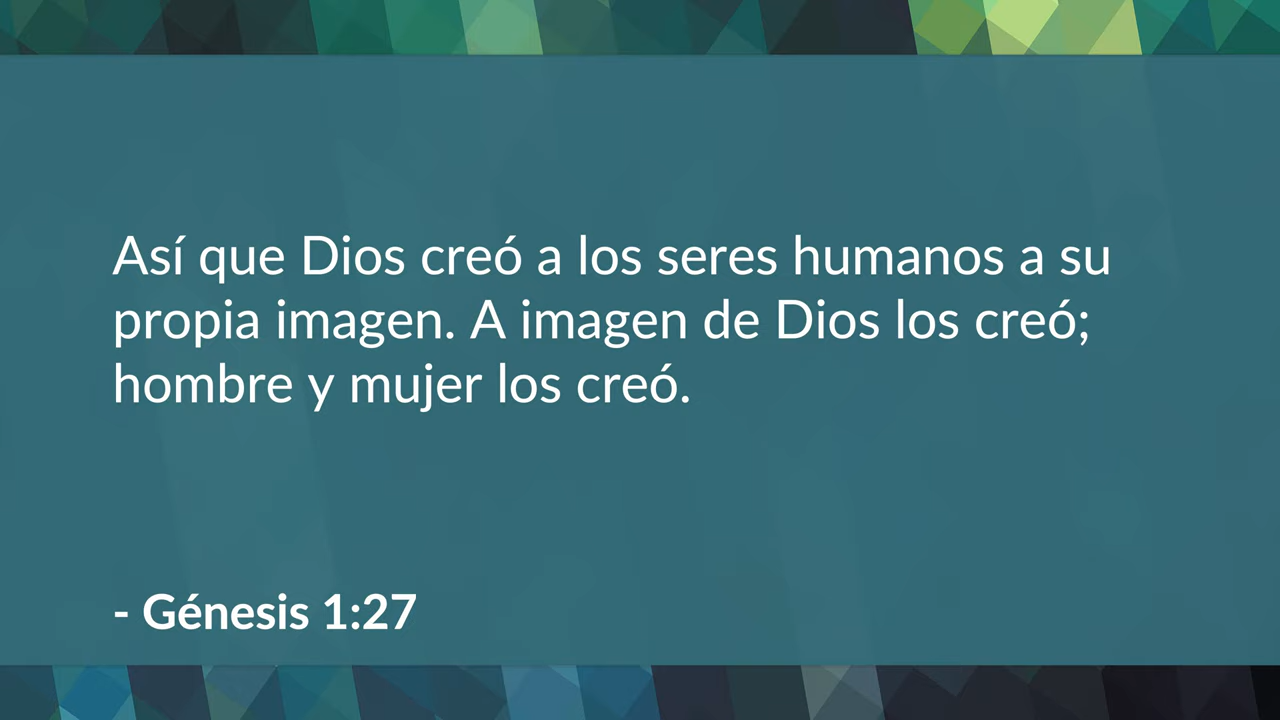 Así que Dios creó a los seres humanos a su
propia imagen. A imagen de Dios los creó;
hombre y mujer los creó.
- Génesis 1:27